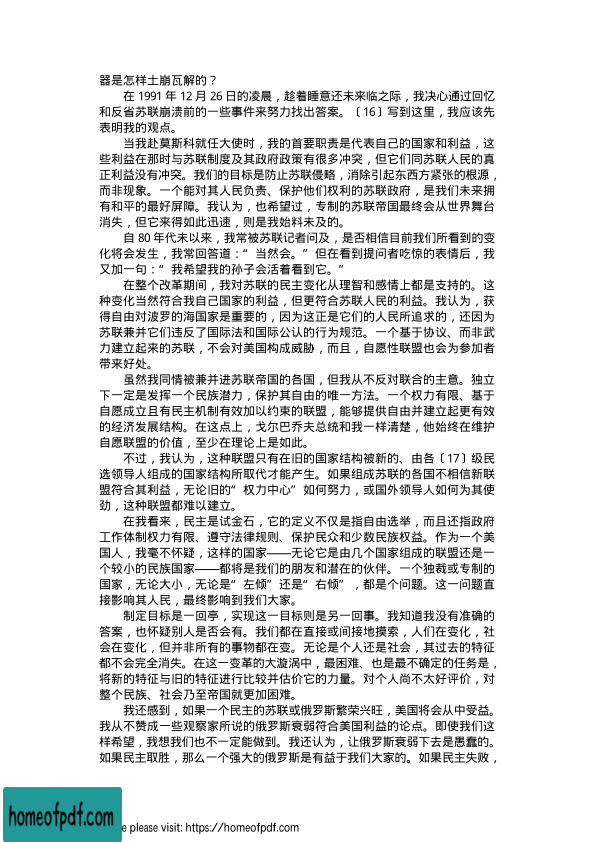 器是怎样土崩瓦解的？
在 1991 年 12 月 26 日的凌晨，趁着睡意还未来临之际，我决心通过回忆
和反省苏联崩溃前的一些事件来努力找出答案。〔16〕写到这里，我应该先
表明我的观点。
当我赴莫斯科就任大使时，我的首要职责是代表自己的国家和利益，这
些利益在那时与苏联制度及其政府政策有很多冲突，但它们同苏联人民的真
正利益没有冲突。我们的目标是防止苏联侵略，消除引起东西方紧张的根源，
而非现象。一个能对其人民负责、保护他们权利的苏联政府，是我们未来拥
有和平的最好屏障。我认为，也希望过，专制的苏联帝国最终会从世界舞台
消失，但它来得如此迅速，则是我始料未及的。
自 80 年代未以来，我常被苏联记者问及，是否相信目前我们所看到的变
化将会发生，我常回答道：“当然会。”但在看到提问者吃惊的表情后，我
又加一句：“我希望我的孙子会活着看到它。”
在整个改革期间，我对苏联的民主变化从理智和感情上都是支持的。这
种变化当然符合我自己国家的利益，但更符合苏联人民的利益。我认为，获
得自由对波罗的海国家是重要的，因为这正是它们的人民所追求的，还因为
苏联兼并它们违反了国际法和国际公认的行为规范。一个基于协议、而非武
力建立起来的苏联，不会对美国构成威胁，而且，自愿性联盟也会为参加者
带来好处。
虽然我同情被兼并进苏联帝国的各国，但我从不反对联合的主意。独立
下一定是发挥一个民族潜力，保护其自由的唯一方法。一个权力有限、基于
自愿成立且有民主机制有效加以约束的联盟，能够提供自由并建立起更有效
的经济发展结构。在这点上，戈尔巴乔夫总统和我一样清楚，他始终在维护
自愿联盟的价值，至少在理论上是如此。
不过，我认为，这种联盟只有在旧的国家结构被新的、由各〔17〕级民
选领导人组成的国家结构所取代才能产生。如果组成苏联的各国不相信新联
盟符合其利益，无论旧的“权力中心”如何努力，或国外领导人如何为其使
劲，这种联盟都难以建立。
在我看来，民主是试金石，它的定义不仅是指自由选举，而且还指政府
工作体制权力有限、遵守法律规则、保护民众和少数民族权益。作为一个美
国人，我毫不怀疑，这样的国家——无论它是由几个国家组成的联盟还是一
个较小的民族国家——都将是我们的朋友和潜在的伙伴。一个独裁或专制的
国家，无论大小，无论是“左倾”还是“右倾”，都是个问题。这一问题直
接影响其人民，最终影响到我们大家。
制定目标是一回亭，实现这一目标则是另一回事。我知道我没有准确的
答案，也怀疑别人是否会有。我们都在直接或间接地摸索，人们在变化，社
会在变化，但并非所有的事物都在变。无论是个人还是社会，其过去的特征
都不会完全消失。在这一变革的大漩涡中，最困难、也是最不确定的任务是，
将新的特征与旧的特征进行比较并估价它的力量。对个人尚不太好评价，对
整个民族、社会乃至帝国就更加困难。
我还感到，如果一个民主的苏联或俄罗斯繁荣兴旺，美国将会从中受益。
我从不赞成一些观察家所说的俄罗斯衰弱符合美国利益的论点。即使我们这
样希望，我想我们也不一定能做到。我还认为，让俄罗斯衰弱下去是愚蠢的。
如果民主取胜，那么一个强大的俄罗斯是有益于我们大家的。如果民主失败，
homeofpdf.com
e please visit: https://homeofpdf.com